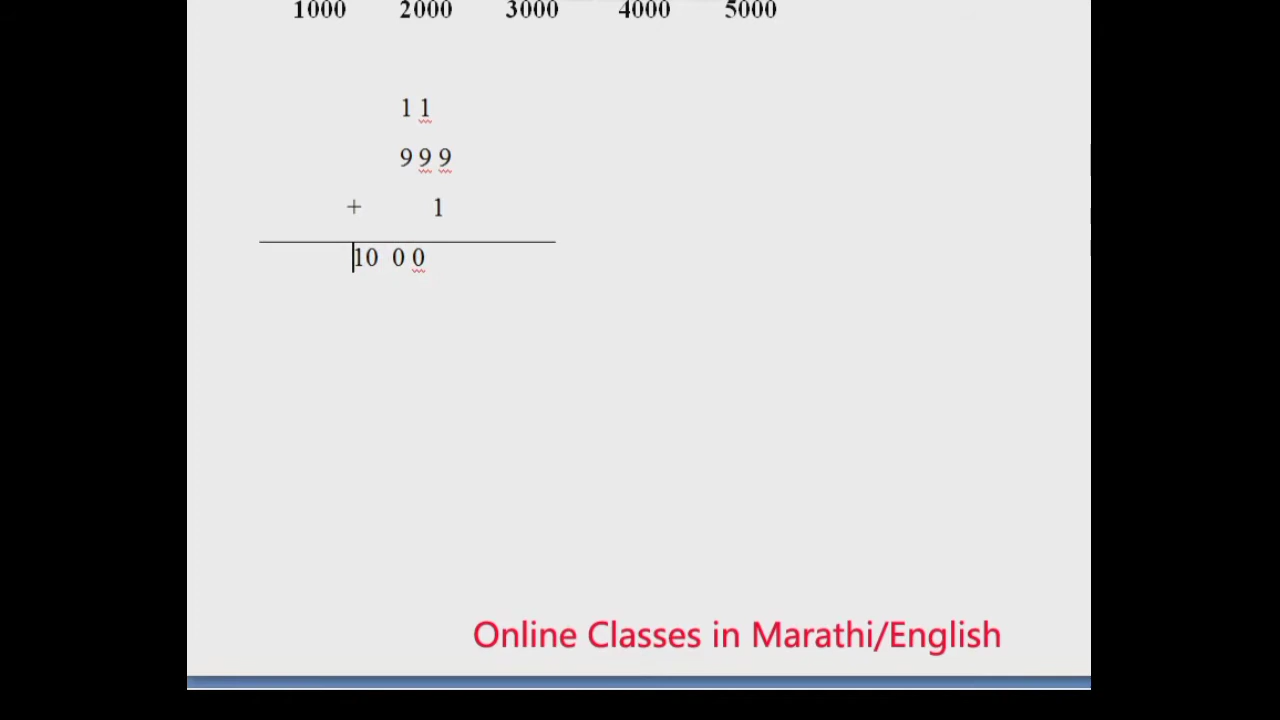 1000 2000 3000 4000 5000
1 1
9 9 9
+ 1
10 0 0
Online Classes in Marathi/English